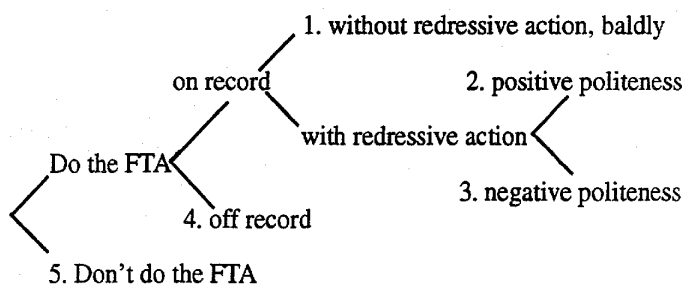 1. without redressive action, baldly
on record
2. positive politeness
with redressive action
Do the FTA
3. negative politeness
4. off record
5. Don't do the FTA